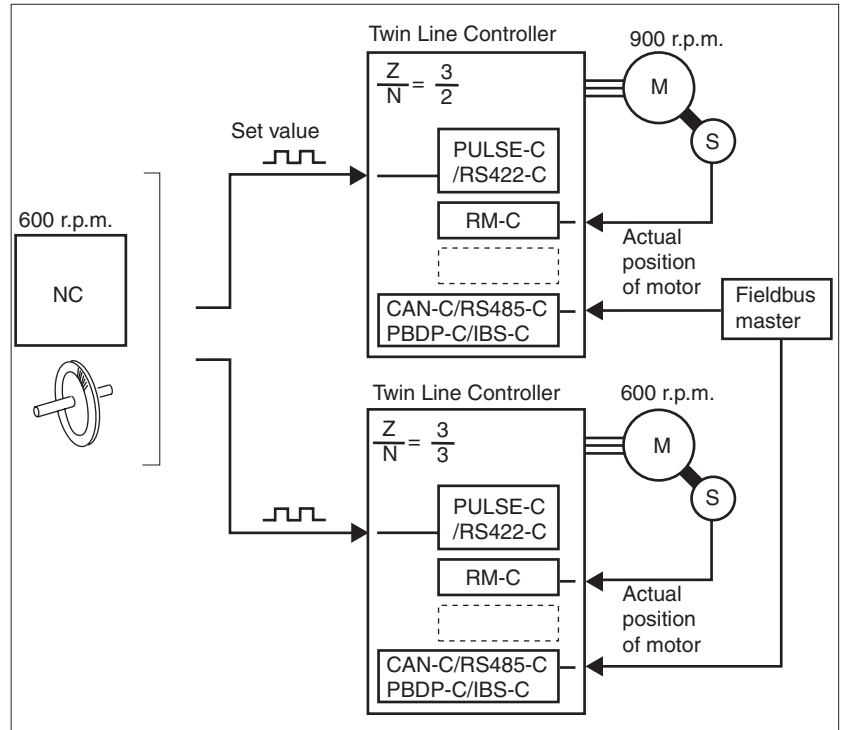 Twin Line Controller
900 r.p.m.
Z
N
=
3
2
M
Set value
PULSE-C
/RS422-C
S
600 r.p.m.
RM-C
NC
Actual
position
of motor
CAN-C/RS485-C
PBDP-C/IBS-C
Fieldbus
master
Twin Line Controller
600 r.p.m.
Z
N
=
3
3
M
PULSE-C
/RS422-C
S
RM-C
Actual
position
of motor
CAN-C/RS485-C
PBDP-C/IBS-C